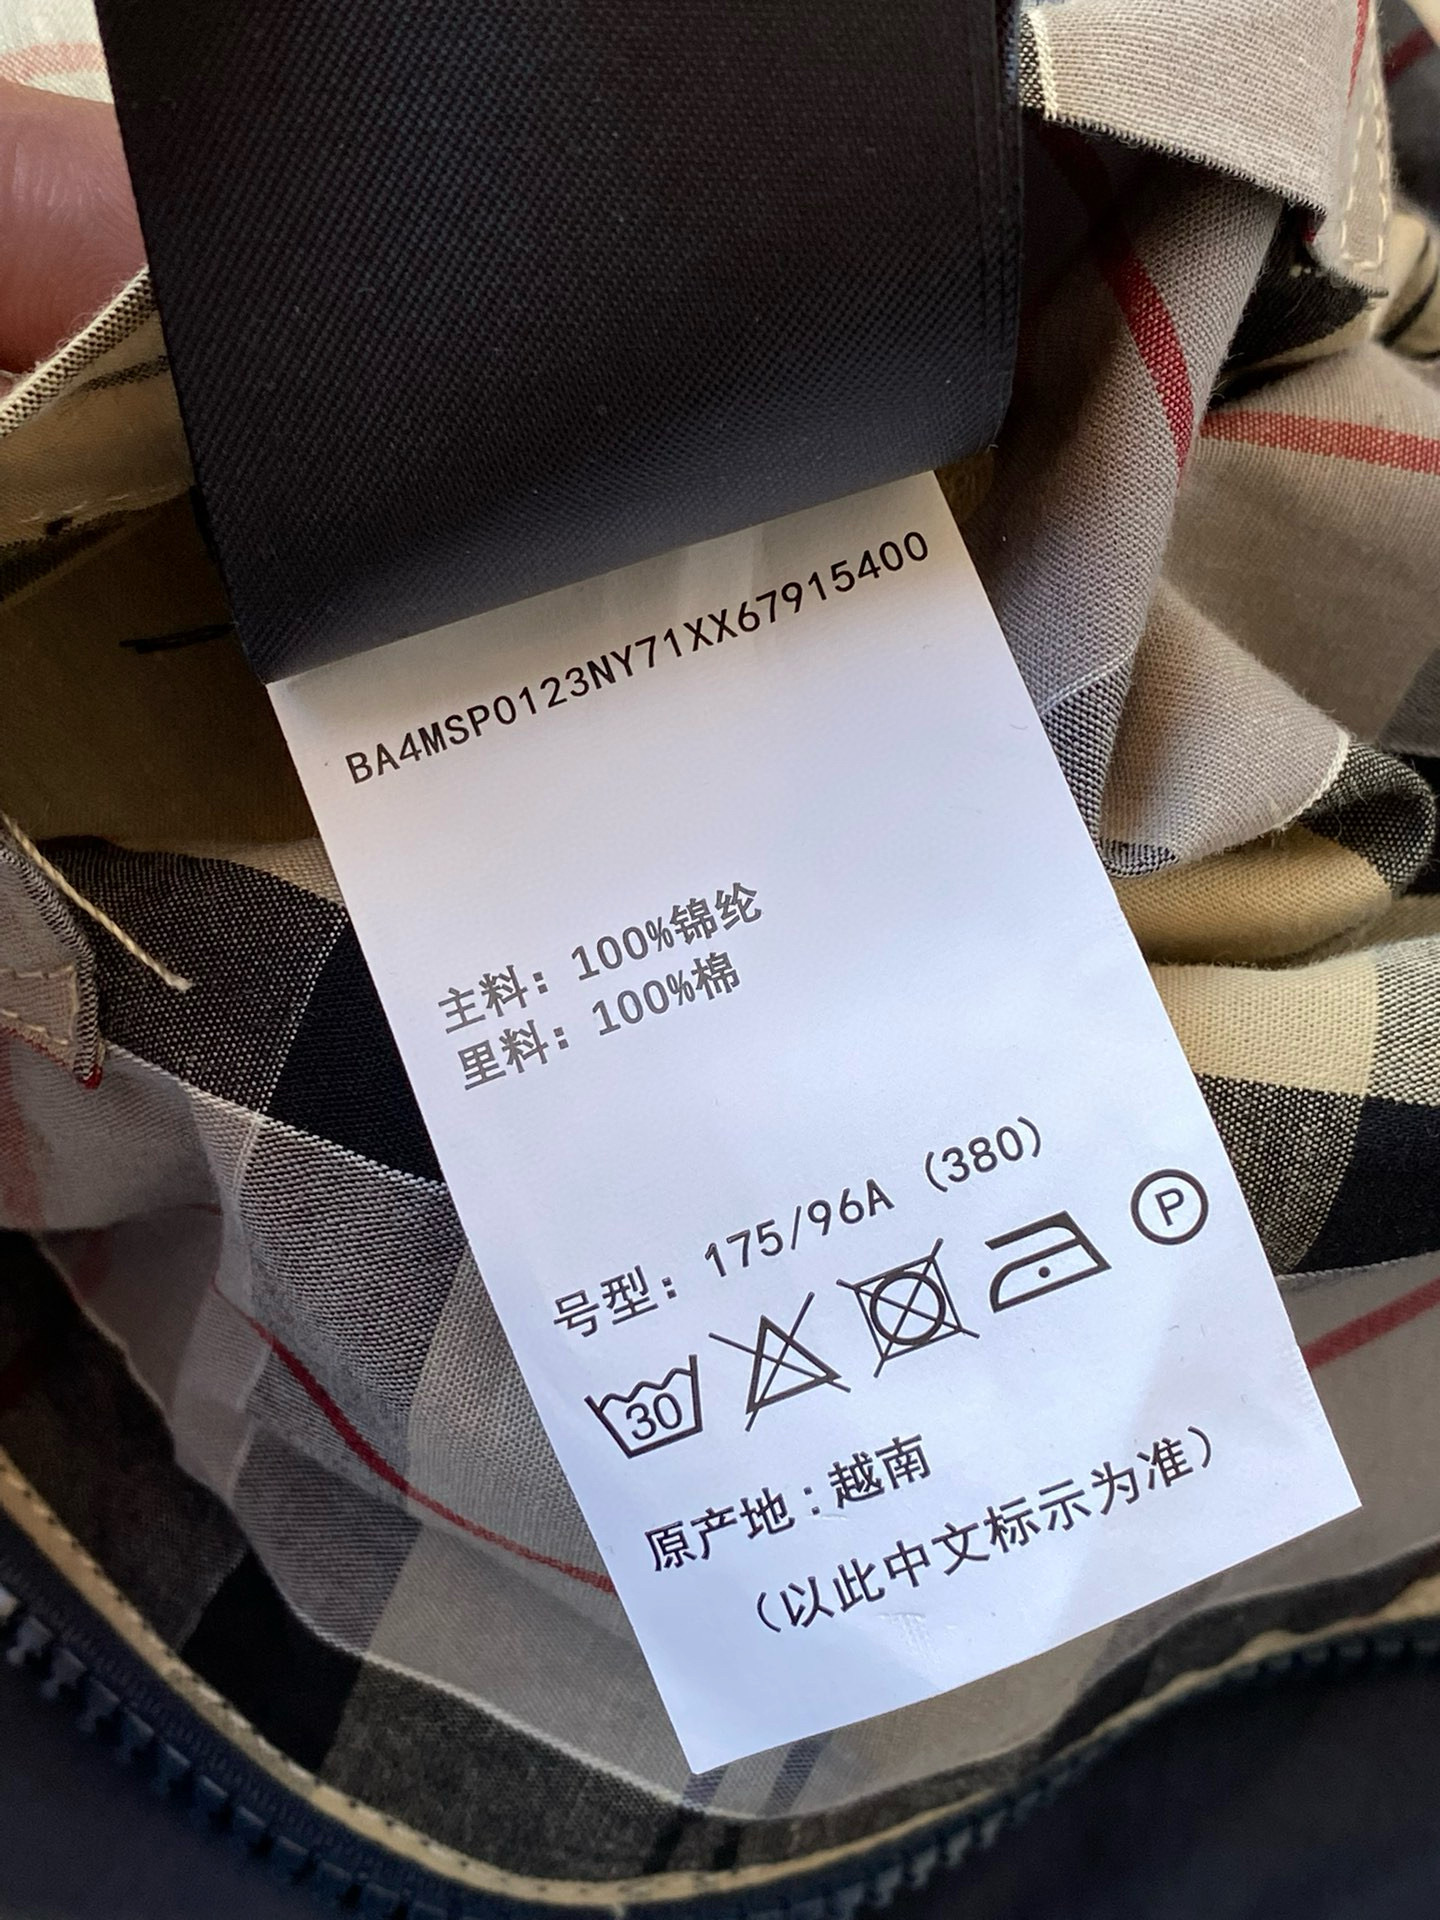 BA4MSP0123NY71XX67915400
主料：100%锦纶
里料：100%棉
号型：175/96A (380)
30
P
原产地：越南
（以此中文标示为准）